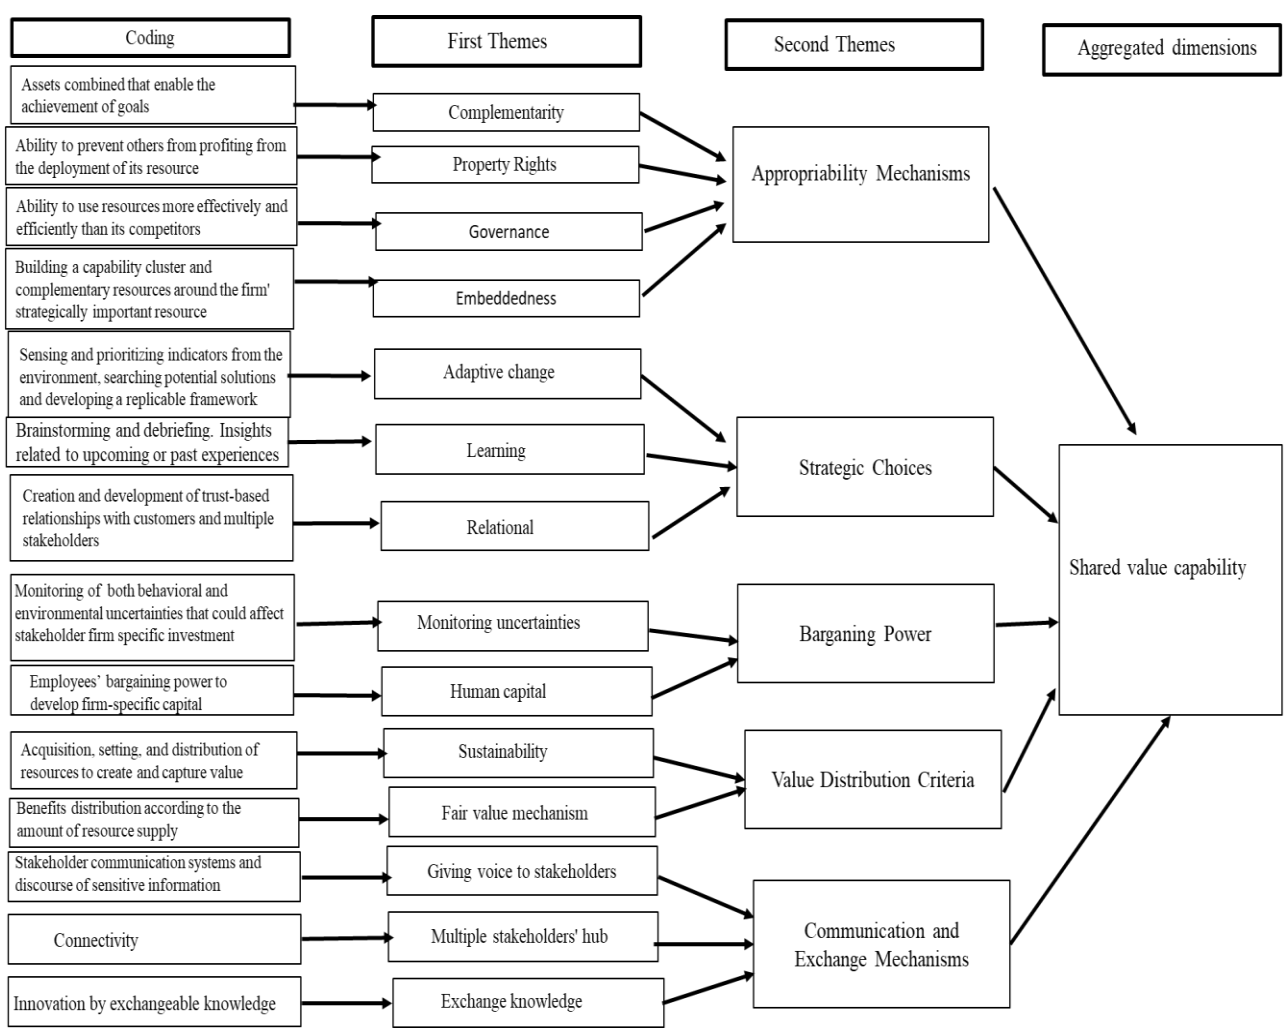 Coding
First Themes
Second Themes
Aggregated dimensions
Assets combined that enable the
achievement of goals
Complementarity
Ability to prevent others from profiting from
the deployment of its resource
Property Rights
Appropriability Mechanisms
Ability to use resources more effectively and
efficiently than its competitors
Governance
Building a capability cluster and
complementary resources around the firm'
strategically important resource
Embeddedness
Sensing and prioritizing indicators from the
environment, searching potential solutions
and developing a replicable framework
Adaptive change
Brainstorming and debriefing. Insights
related to upcoming or past experiences
Learning
Strategic Choices
Creation and development of trust-based
relationships with customers and multiple
stakeholders
Relational
Shared value capability
Monitoring of both behavioral and
environmental uncertainties that could affect
stakeholder firm specific investment
Monitoring uncertainties
Barganing Power
Employees’ bargaining power to
develop firm-specific capital
Human capital
Acquisition, setting, and distribution of
resources to create and capture value
Sustainability
Value Distribution Criteria
Benefits distribution according to the
amount of resource supply
Fair value mechanism
Stakeholder communication systems and
discourse of sensitive information
Giving voice to stakeholders
Connectivity
Multiple stakeholders' hub
Communication and
Exchange Mechanisms
Innovation by exchangeable knowledge
Exchange knowledge